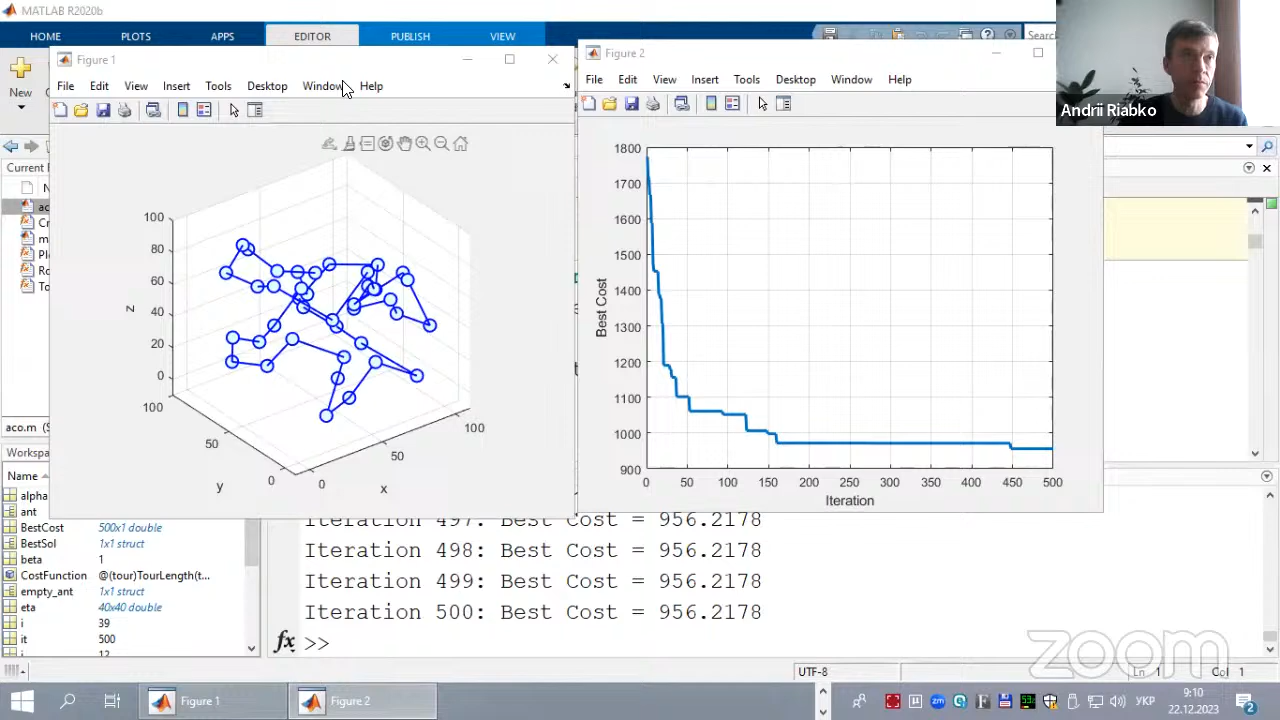 MATLAB R2020b
HOME PLOTS APPS EDITOR PUBLISH VIEW
Search
New
Figure 1
File Edit View Insert Tools Desktop Window Help
100
80
60
40
20
0
z
100
50
0
y
0
50
100
x
Figure 2
File Edit View Insert Tools Desktop Window Help
1800
1700
1600
1500
1400
1300
1200
1100
1000
900
Best Cost
0 50 100 150 200 250 300 350 400 450 500
Iteration
Andrii Riabko
aco.m
Name
alpha
ant
BestCost 500x1 double
BestSol 1x1 struct
beta 1
CostFunction @(tour)TourLength(t...
empty_ant 1x1 struct
eta 40x40 double
i 39
it 500
Iteration 497: Best Cost = 956.2178
Iteration 498: Best Cost = 956.2178
Iteration 499: Best Cost = 956.2178
Iteration 500: Best Cost = 956.2178
fx >>
zoom
UTF-8 Ln 1 Col 1
Figure 1
Figure 2
УКР
9:10
22.12.2023
2